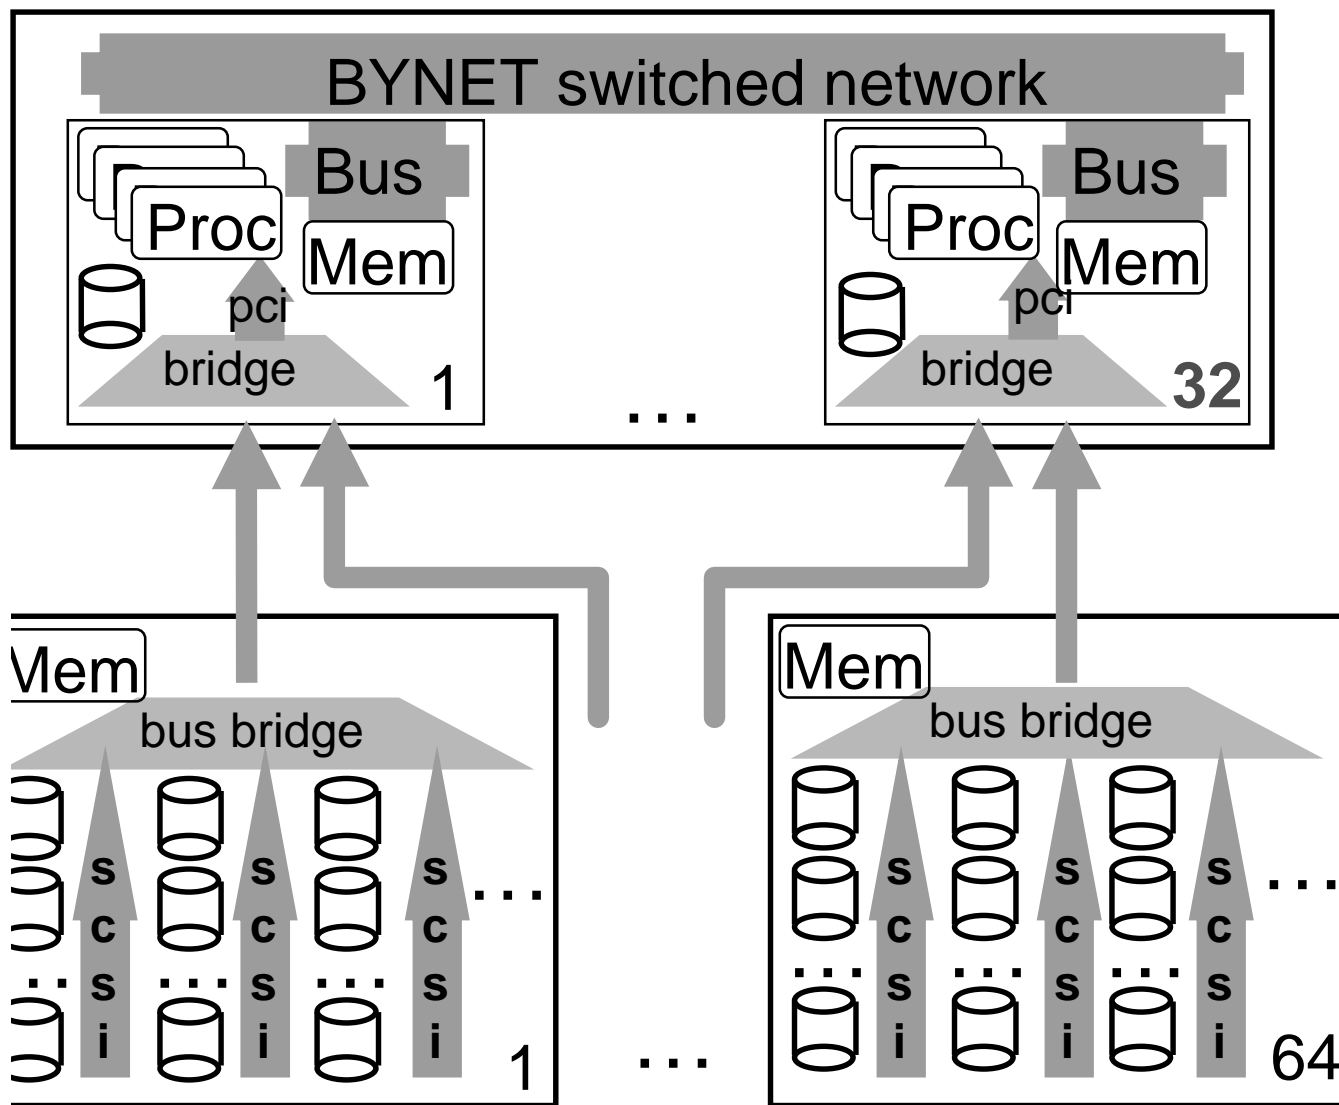 BYNET switched network
Bus
Proc
Mem
pci
bridge
1
...
Bus
Proc
Mem
pci
bridge
32
Mem
bus bridge
s
c
s
i
s
c
s
i
s
c
s
i
...
... ... ...
1
...
Mem
bus bridge
s
c
s
i
s
c
s
i
s
c
s
i
...
... ... ...
64